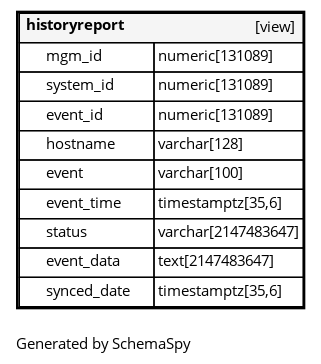 historyreport [view]
mgm_id numeric[131089]
system_id numeric[131089]
event_id numeric[131089]
hostname varchar[128]
event varchar[100]
event_time timestamptz[35,6]
status varchar[2147483647]
event_data text[2147483647]
synced_date timestamptz[35,6]
Generated by SchemaSpy